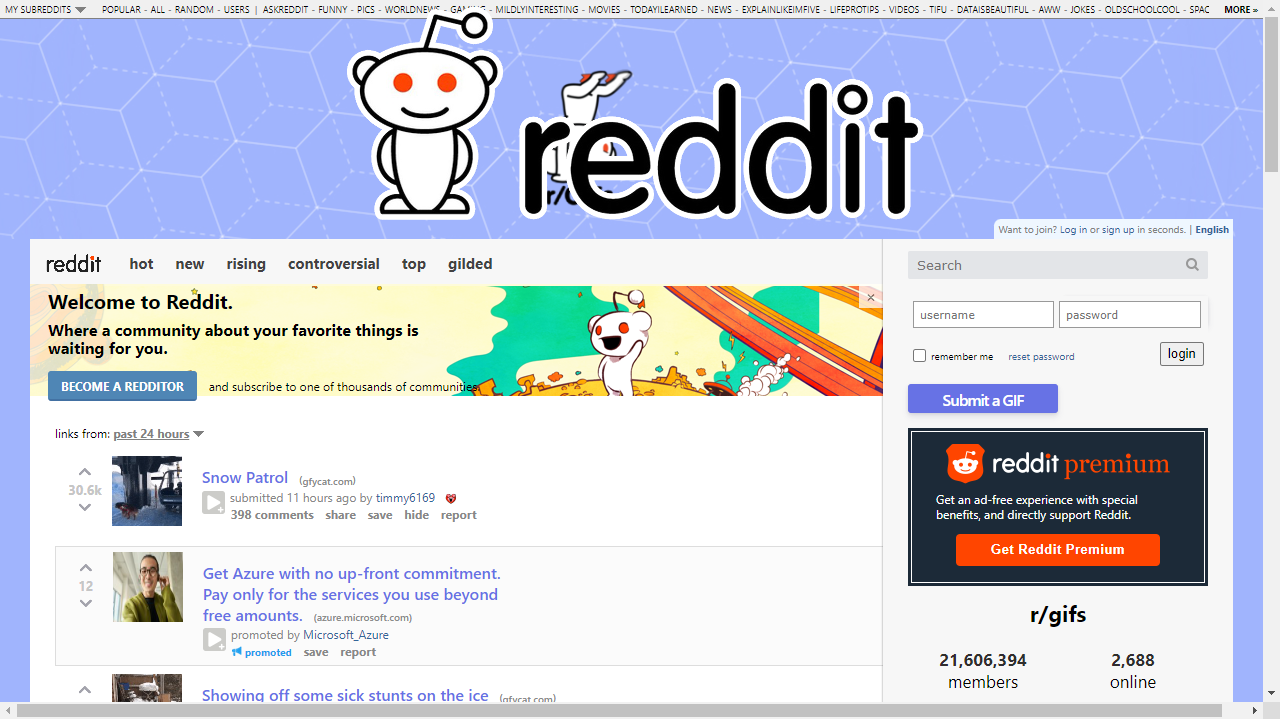 MY SUBREDDITS POPULAR - ALL - RANDOM - USERS | ASKREDDIT - FUNNY - PICS - WORLDNEWS - GAMING - MILDLYINTERESTING - MOVIES - TODAYILEARNED - NEWS - EXPLAINLIKEIMFIVE - LIFEPROTIPS - VIDEOS - TIFU - DATAISBEAUTIFUL - AWW - JOKES - OLDSCHOOLCOOL - SPAC MORE »
reddit
Want to join? Log in or sign up in seconds. | English
reddit hot new rising controversial top gilded
Search
Welcome to Reddit.
Where a community about your favorite things is
waiting for you.
BECOME A REDDITOR and subscribe to one of thousands of communities.
×
username password
remember me reset password login
Submit a GIF
reddit premium
Get an ad-free experience with special
benefits, and directly support Reddit.
Get Reddit Premium
r/gifs
21,606,394 2,688
members online
links from: past 24 hours
30.6k
Snow Patrol (gfycat.com)
submitted 11 hours ago by timmy6169
398 comments share save hide report
12
Get Azure with no up-front commitment.
Pay only for the services you use beyond
free amounts. (azure.microsoft.com)
promoted by Microsoft_Azure
promoted save report
Showing off some sick stunts on the ice (gfycat.com)